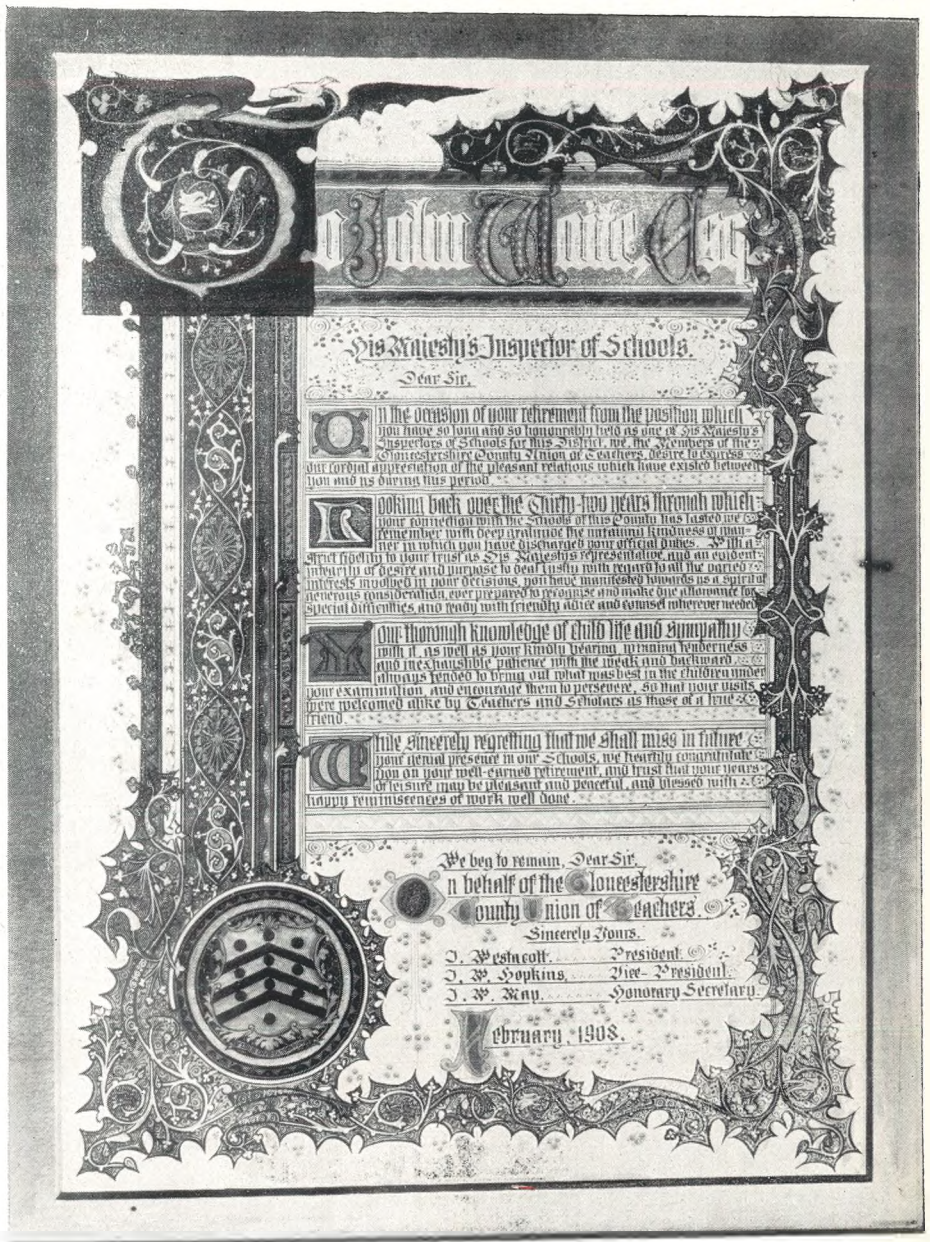 To John Waite, Esq
His Majesty's Inspector of Schools.
Dear Sir,
On the occasion of your retirement from the position which
you have so long and so honourably held as one of His Majesty's
Inspectors of Schools for this District, we, the Members of the
Gloucestershire County Union of Teachers, desire to express
our cordial appreciation of the pleasant relations which have existed between
you and us during this period.
Looking back over the Thirty-two years through which
your connection with the Schools of this County has lasted we
remember with deep gratitude the unfailing kindness of man-
ner in which you have discharged your official duties. With a
strict fidelity to your trust as His Majesty's representative, and an evident
integrity of desire and purpose to deal justly with regard to all the varied
interests involved in your decisions, you have manifested towards us a spirit of
generous consideration, ever prepared to recognise and make due allowance for
special difficulties, and ready with friendly advice and counsel wherever needed
Your thorough knowledge of child life and sympathy
with it, as well as your kindly bearing, winning tenderness
and inexhaustible patience with the weak and backward
always tended to bring out what was best in the children under
your examination, and encourage them to persevere, so that your visits
were welcomed alike by Teachers and Scholars as those of a true
friend.
While sincerely regretting that we shall miss in future
your genial presence in our Schools, we heartily congratulate
you on your well-earned retirement, and trust that your years
of leisure may be pleasant and peaceful, and blessed with
happy reminiscences of work well done.
We beg to remain, Dear Sir,
On behalf of the Gloucestershire
County Union of Teachers.
Sincerely Yours.
J. Westacott. President.
J. W. Hopkins, Vice-President.
J. W. May. Honorary Secretary.
February, 1908.